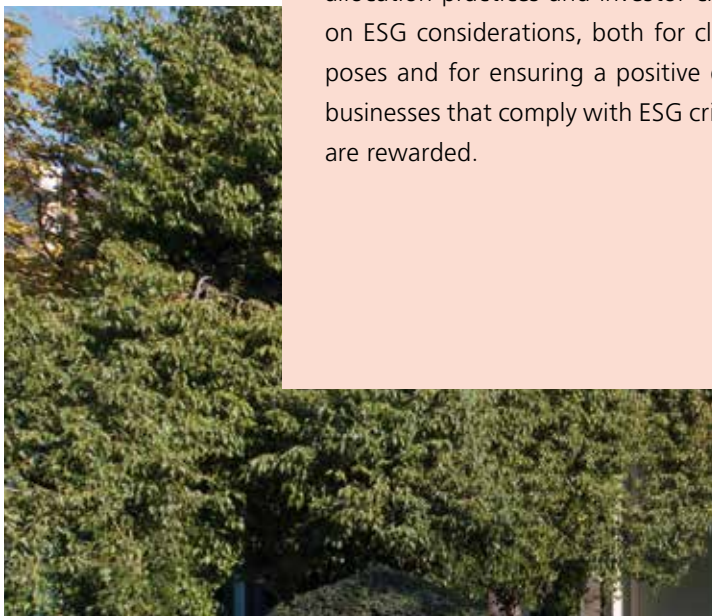 allocation practices and investor
on ESG considerations, both for
poses and for ensuring a positive
businesses that comply with ESG
are rewarded.